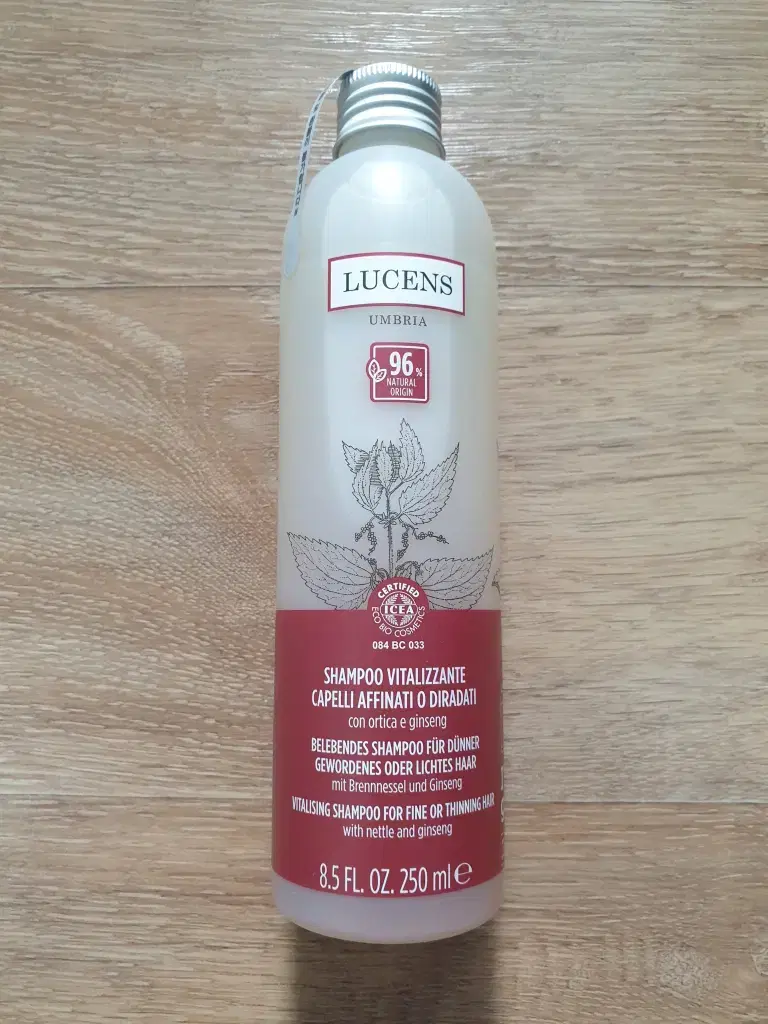 LUCENS
UMBRIA
96%
NATURAL
ORIGIN
CERTIFIED
ICEA
ECO BIO COSMETICS
084 BC 033
SHAMPOO VITALIZZANTE
CAPELLI AFFINATI O DIRADATI
con ortica e ginseng
BELEBENDES SHAMPOO FÜR DÜNNER
GEWORDENES ODER LICHTES HAAR
mit Brennnessel und Ginseng
VITALISING SHAMPOO FOR FINE OR THINNING HAIR
with nettle and ginseng
8.5 FL. OZ. 250 ml e